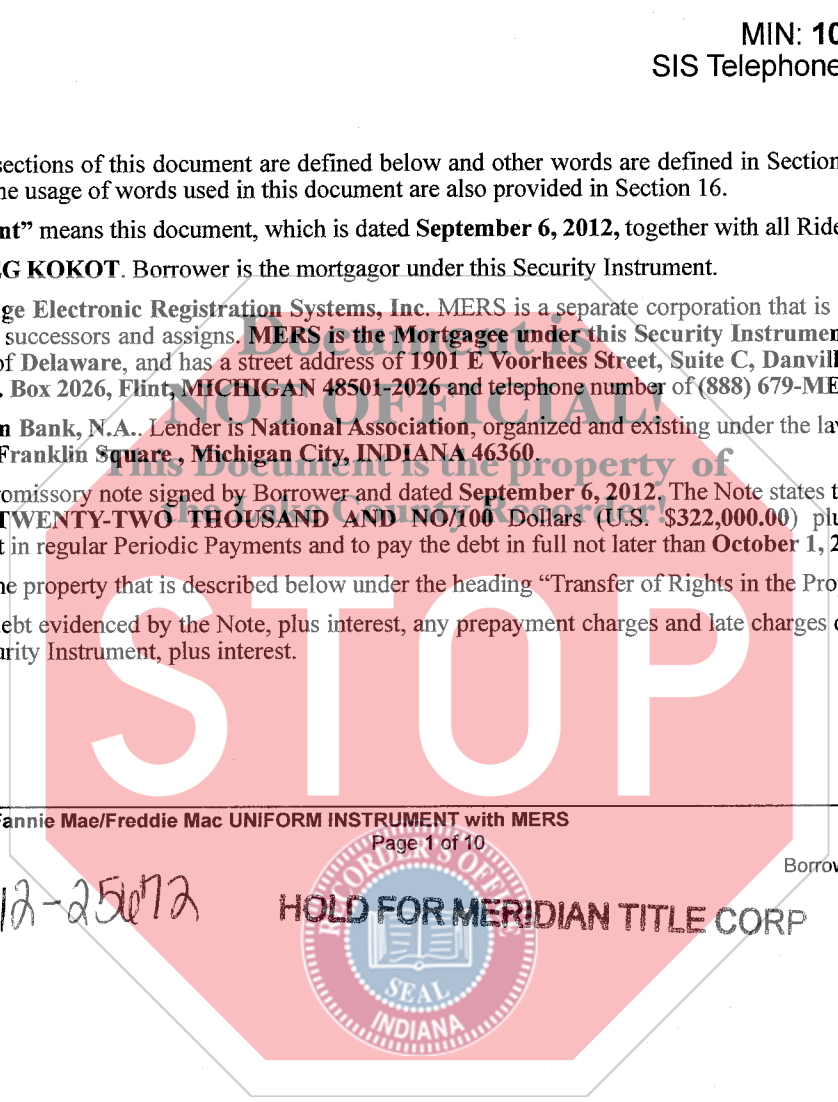 MIN: 10
SIS Telephone
sections of this document are defined below and other words are defined in Section
he usage of words used in this document are also provided in Section 16.
nt” means this document, which is dated September 6, 2012, together with all Ride
EG KOKOT. Borrower is the mortgagor under this Security Instrument.
ge Electronic Registration Systems, Inc. MERS is a separate corporation that is
successors and assigns. MERS is the Mortgagee under this Security Instrumen
of Delaware, and has a street address of 1901 E Voorhees Street, Suite C, Danvill
. Box 2026, Flint, MICHIGAN 48501-2026 and telephone number of (888) 679-ME
n Bank, N.A.. Lender is National Association, organized and existing under the la
Franklin Square , Michigan City, INDIANA 46360.
omissory note signed by Borrower and dated September 6, 2012. The Note states t
TWENTY-TWO THOUSAND AND NO/100 Dollars (U.S. $322,000.00) plu
t in regular Periodic Payments and to pay the debt in full not later than October 1, 2
he property that is described below under the heading “Transfer of Rights in the Pro
ebt evidenced by the Note, plus interest, any prepayment charges and late charges
urity Instrument, plus interest.
Document is
NOT OFFICIAL!
This Document is the property of
the Lake County Recorder!
STOP
Fannie Mae/Freddie Mac UNIFORM INSTRUMENT with MERS
Page 1 of 10
Borrow
12-25672
HOLD FOR MERIDIAN TITLE CORP
RECORDER'S OFFICE
SEAL
INDIANA